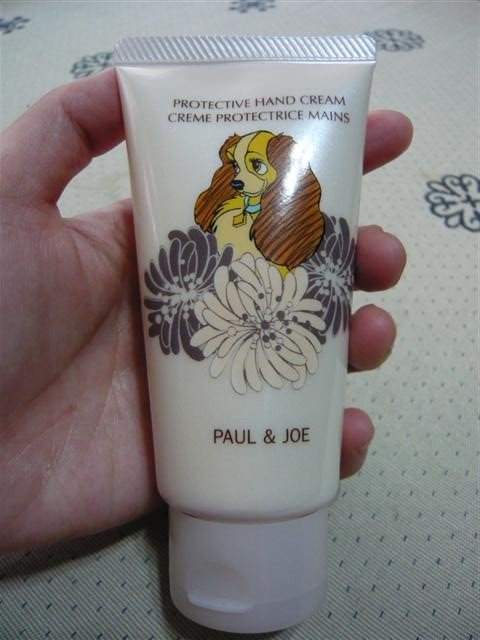 PROTECTIVE HAND CREAM
CREME PROTECTRICE MAINS
PAUL & JOE